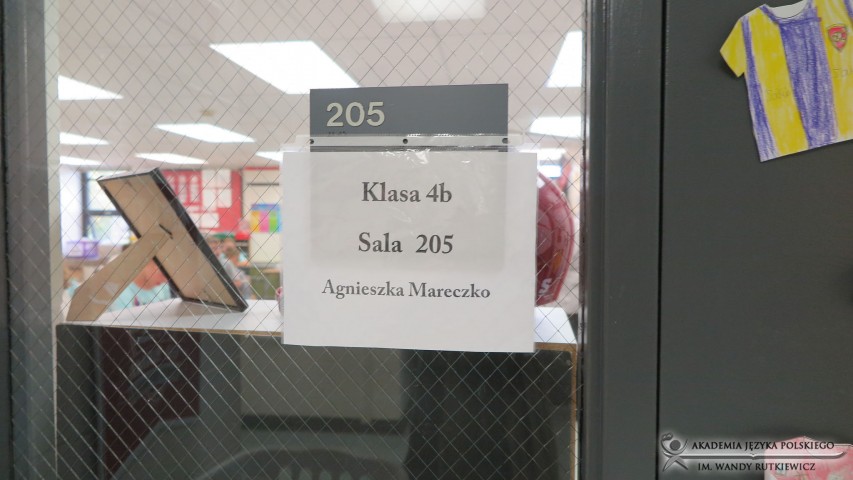 205
Klasa 4b
Sala 205
Agnieszka Mareczko
AKADEMIA JĘZYKA POLSKIEGO
IM. WANDY RUTKIEWICZ